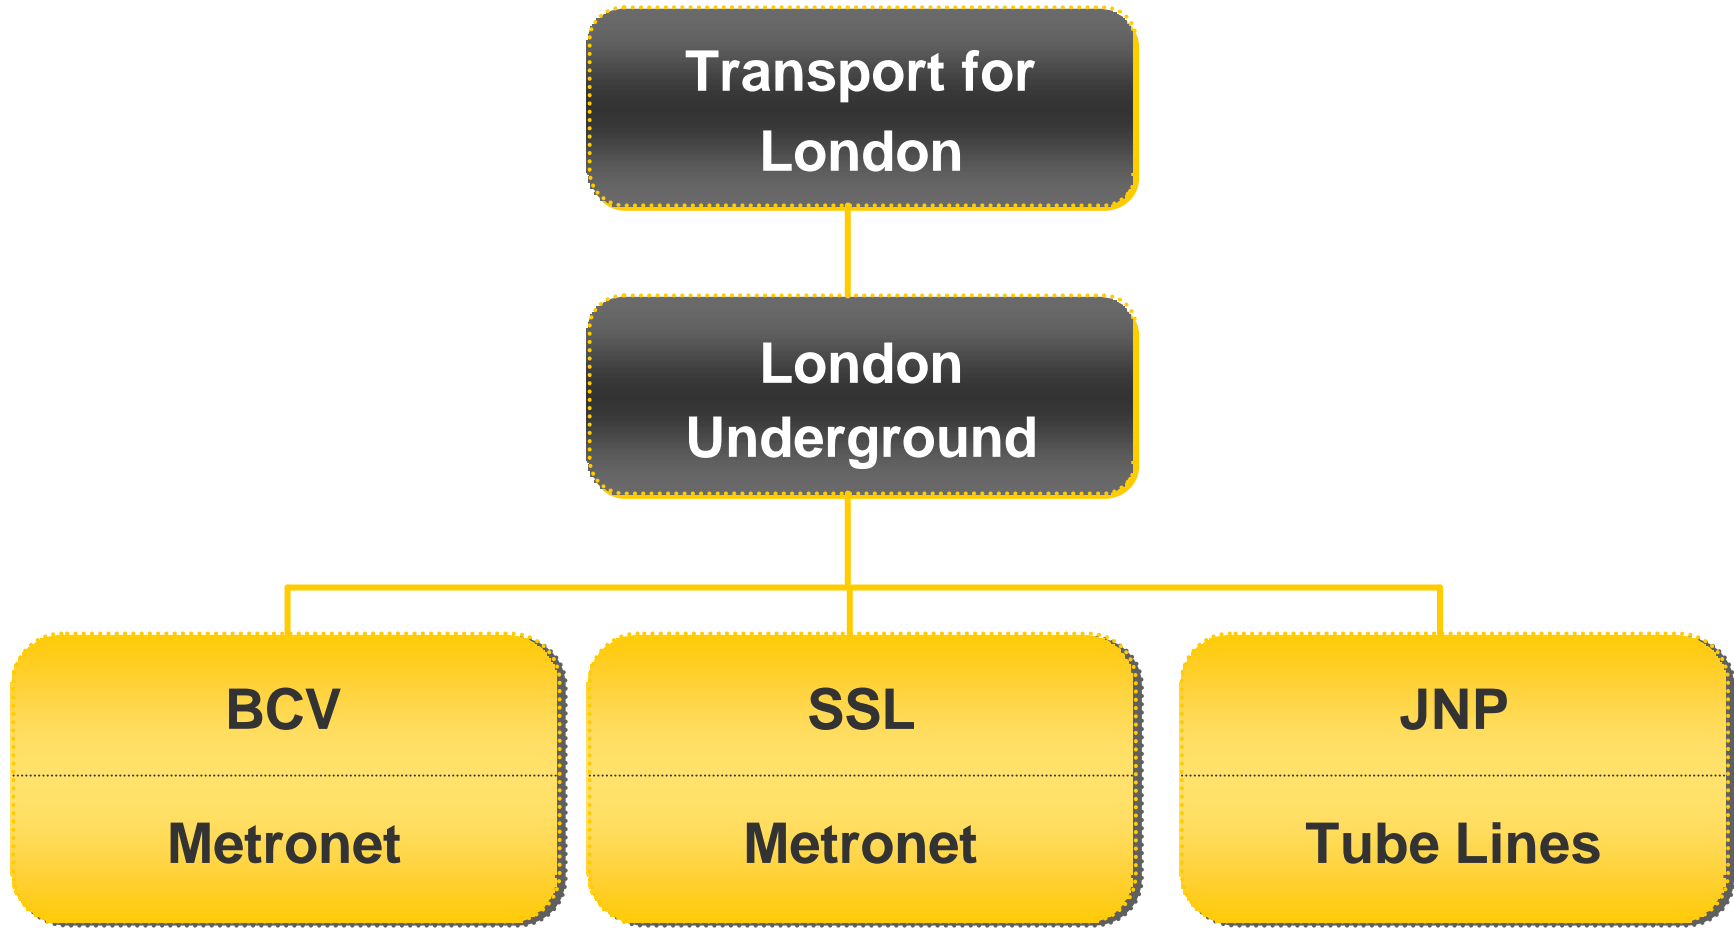 Transport for
London
London
Underground
BCV
Metronet
SSL
Metronet
JNP
Tube Lines